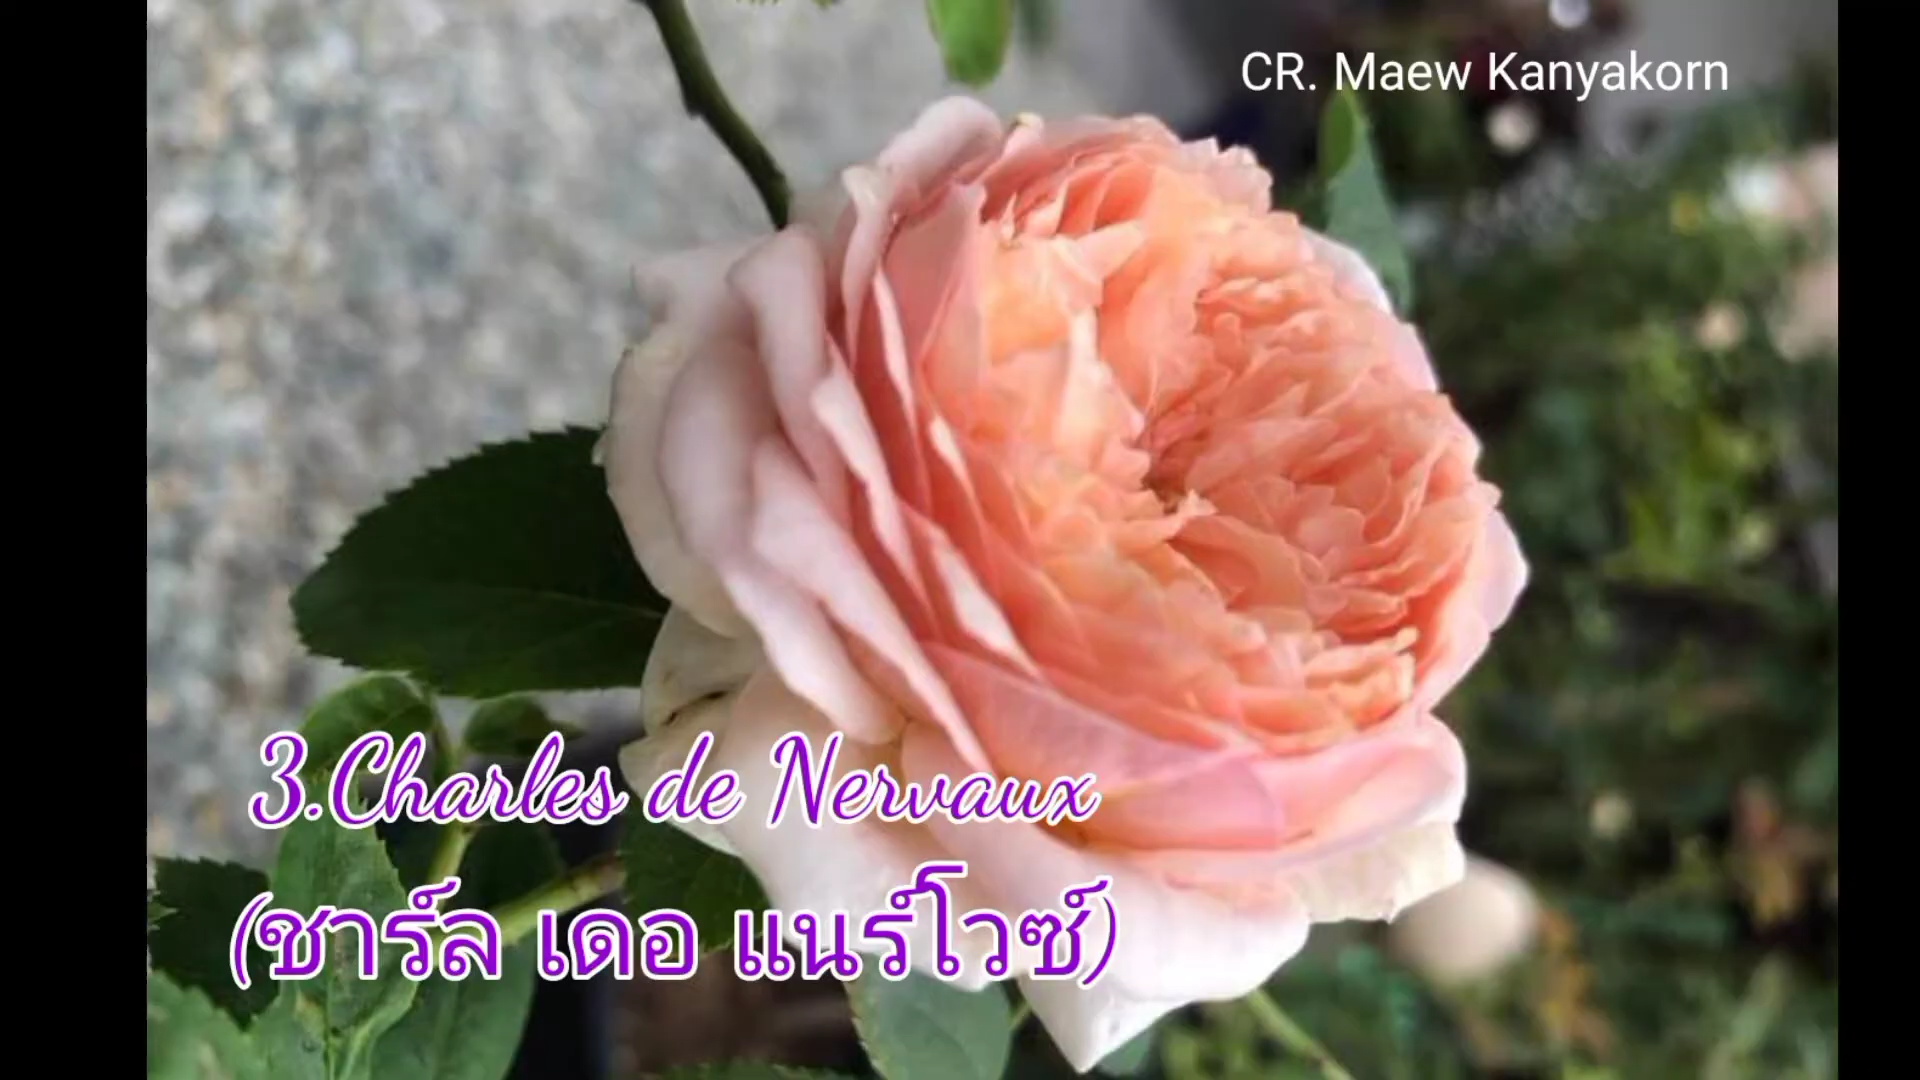 CR. Maew Kanyakorn
3.Charles de Nervaux
(ชาร์ล เดอ แนร์โวซ์)